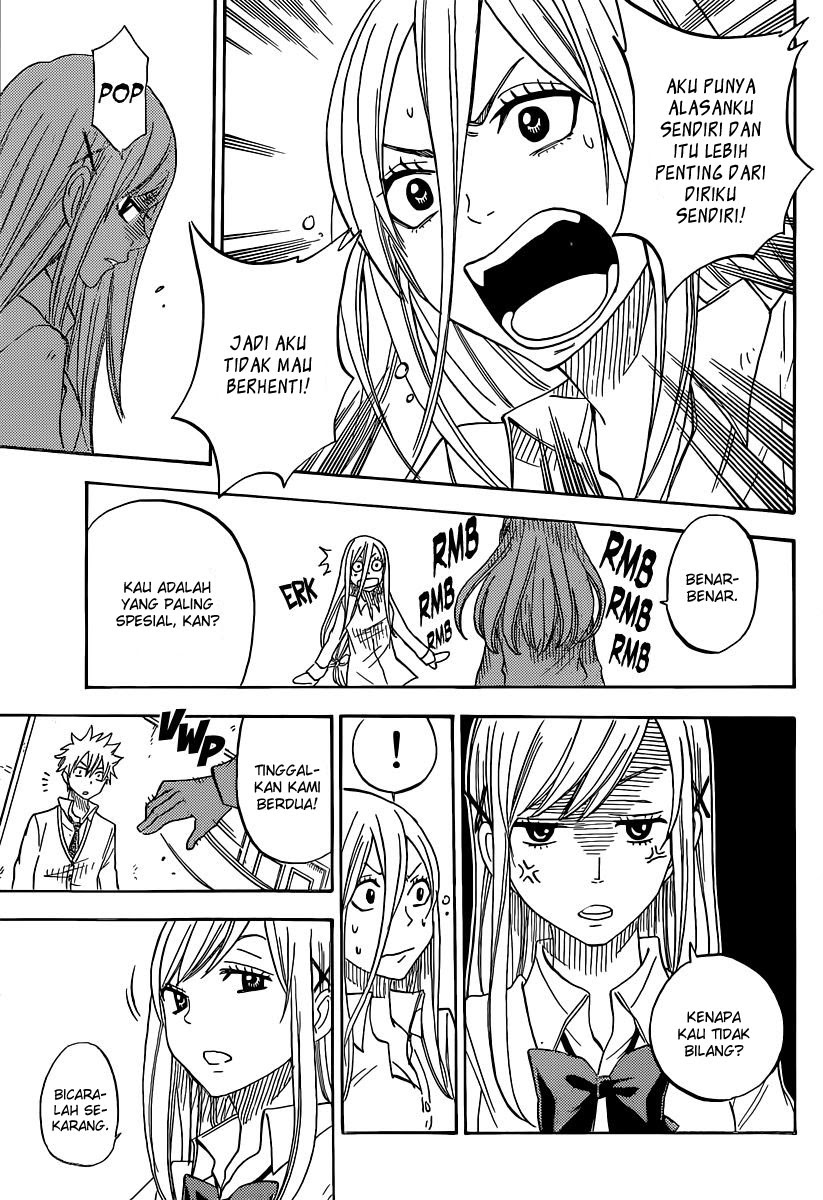 AKU PUNYA
ALASANKU
SENDIRI DAN
ITU LEBIH
PENTING DARI
DIRIKU
SENDIRI!
JADI AKU
TIDAK MAU
BERHENTI!
POP
BENAR-
BENAR.
RMB
RMB
RMB
RMB
RMB
RMB
ERK
KAU ADALAH
YANG PALING
SPESIAL, KAN?
KENAPA
KAU TIDAK
BILANG?
!
TINGGAL-
KAN KAMI
BERDUA!
VWP
BICARA-
LAH SE-
KARANG.